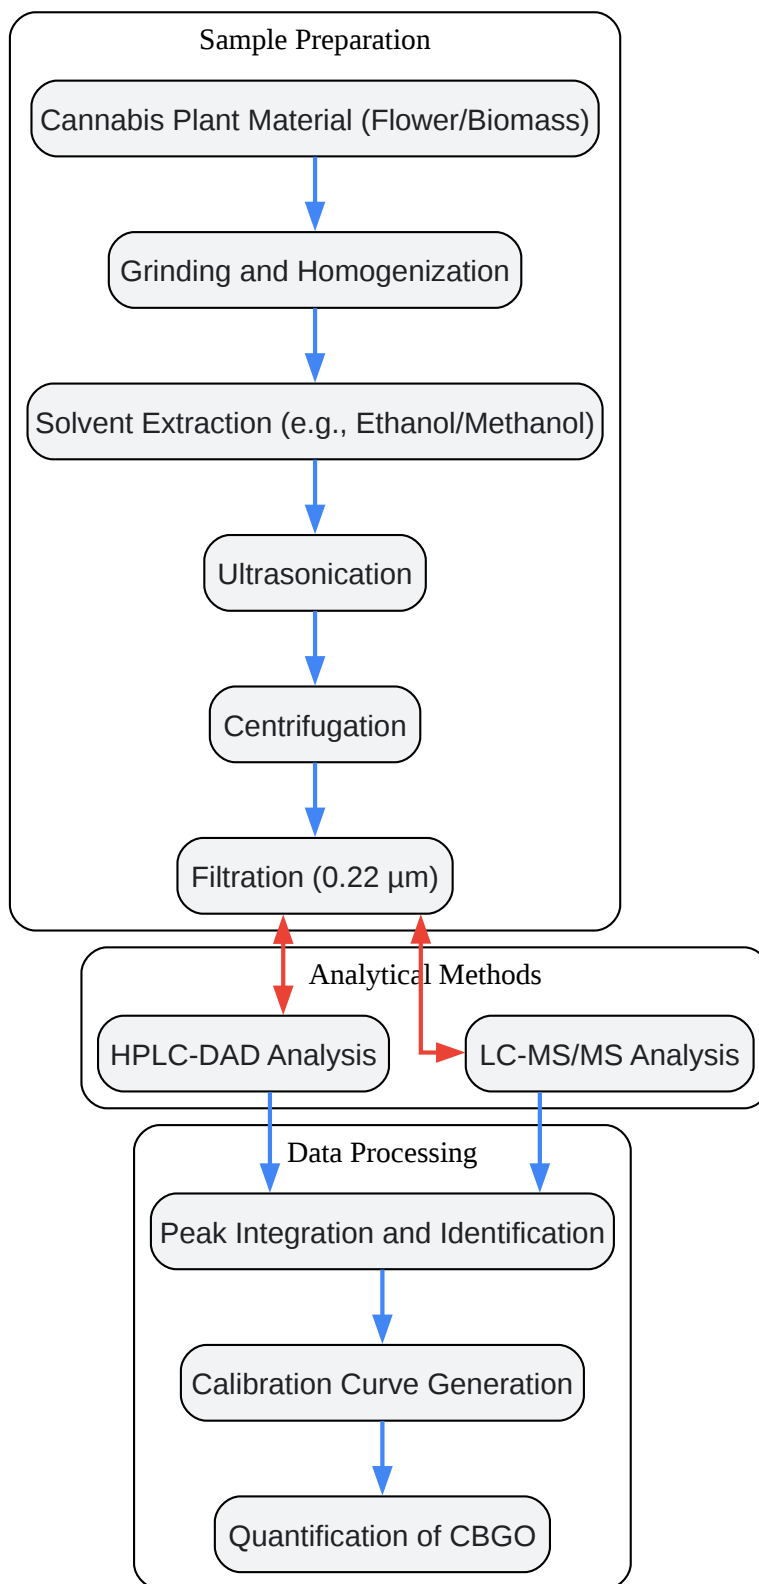 Sample Preparation
Cannabis Plant Material (Flower/Biomass)
Grinding and Homogenization
Solvent Extraction (e.g., Ethanol/Methanol)
Ultrasonication
Centrifugation
Filtration (0.22 µm)
Analytical Methods
HPLC-DAD Analysis
LC-MS/MS Analysis
Data Processing
Peak Integration and Identification
Calibration Curve Generation
Quantification of CBGO